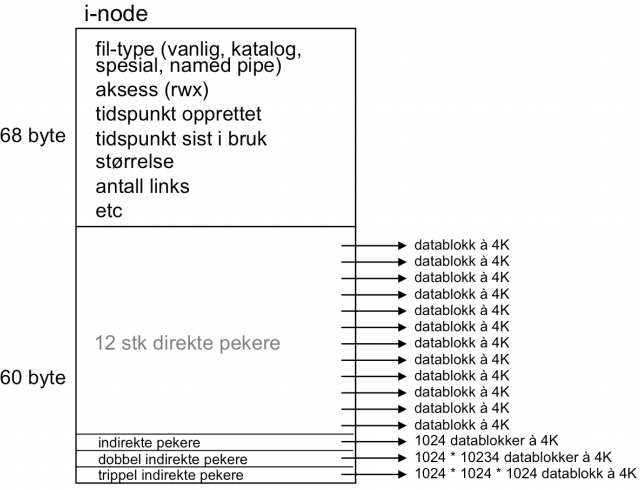 i-node
fil-type (vanlig, katalog,
spesial, named pipe)
aksess (rwx)
68 byte
tidspunkt opprettet
tidspunkt sist i bruk
størrelse
antall links
etc
datablokk à 4K
datablokk à 4K
datablokk à 4K
datablokk à 4K
datablokk à 4K
datablokk à 4K
12 stk direkte pekere
datablokk à 4K
datablokk à 4K
60 byte
datablokk à 4K
datablokk à 4K
datablokk à 4K
datablokk à 4K
indirekte pekere
1024 datablokker à 4K
dobbel indirekte pekere
1024 * 10234 datablokker à 4K
trippel indirekte pekere
1024 * 1024 * 1024 datablokk à 4K